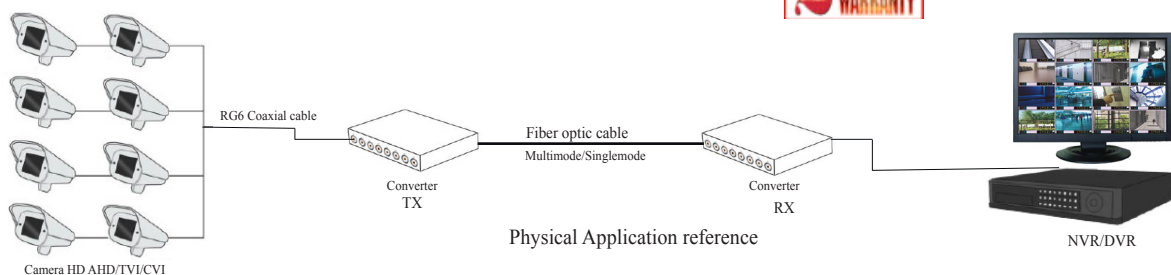 WARRANTY
RG6 Coaxial cable
Fiber optic cable
Multimode/Singlemode
Converter
TX
Converter
RX
Physical Application reference
NVR/DVR
Camera HD AHD/TVI/CVI